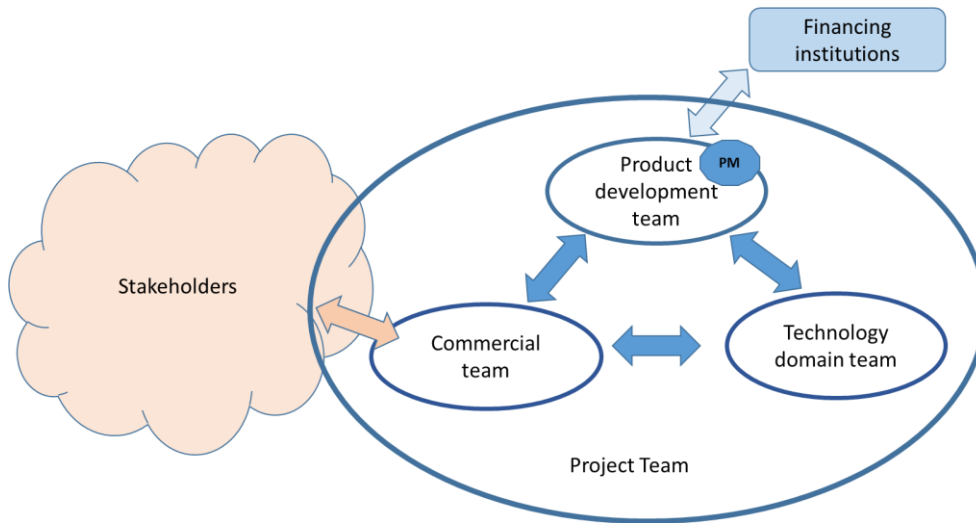 Financing
institutions
PM
Product
development
team
Stakeholders
Commercial
team
Technology
domain team
Project Team